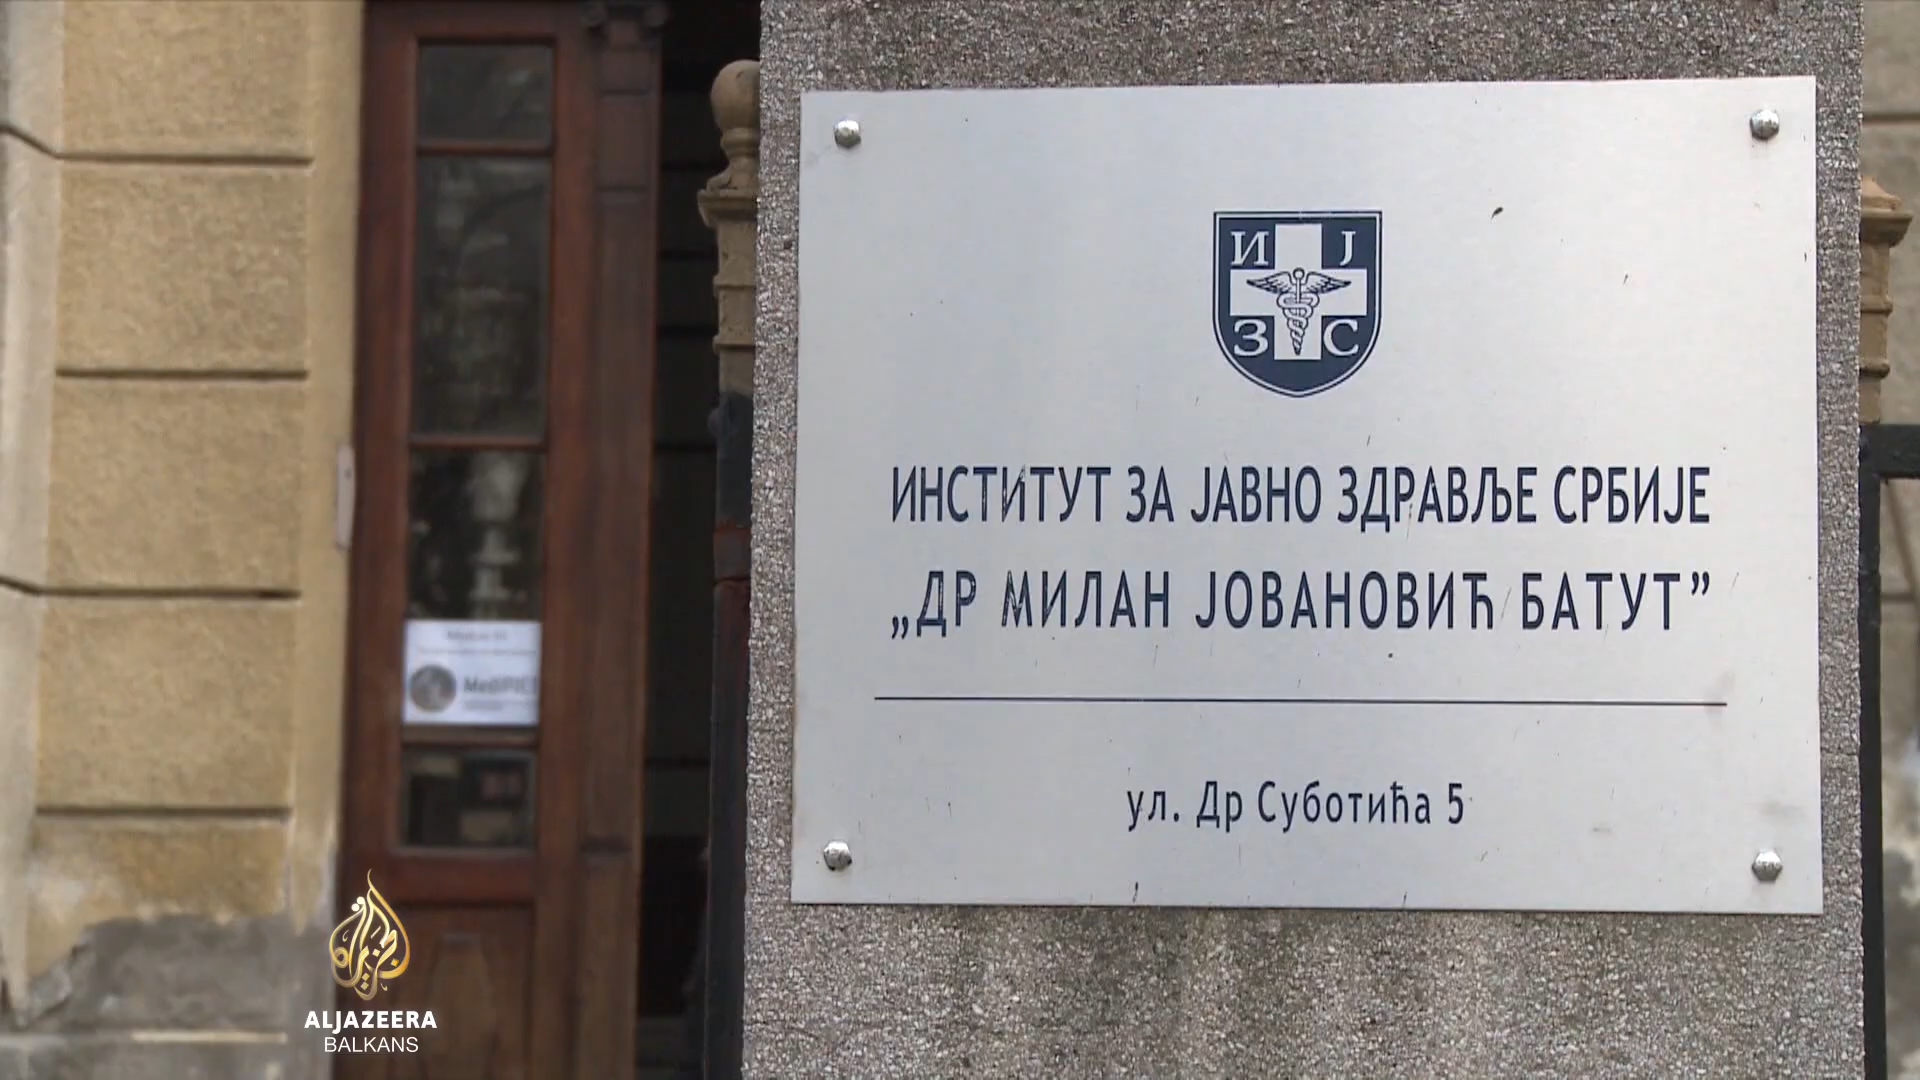 И Ј
З С
ИНСТИТУТ ЗА ЈАВНО ЗДРАВЉЕ СРБИЈЕ
„ДР МИЛАН ЈОВАНОВИЋ БАТУТ”
ул. Др Суботића 5
ALJAZEERA
BALKANS